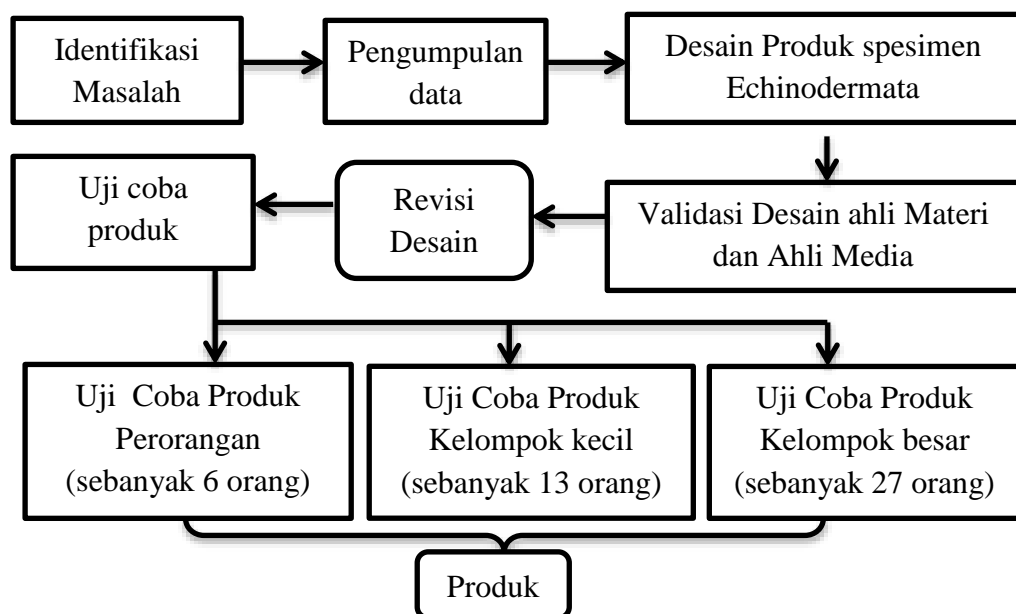 Identifikasi
Masalah
Pengumpulan
data
Desain Produk spesimen
Echinodermata
Validasi Desain ahli Materi
dan Ahli Media
Revisi
Desain
Uji coba
produk
Uji Coba Produk
Perorangan
(sebanyak 6 orang)
Uji Coba Produk
Kelompok kecil
(sebanyak 13 orang)
Uji Coba Produk
Kelompok besar
(sebanyak 27 orang)
Produk